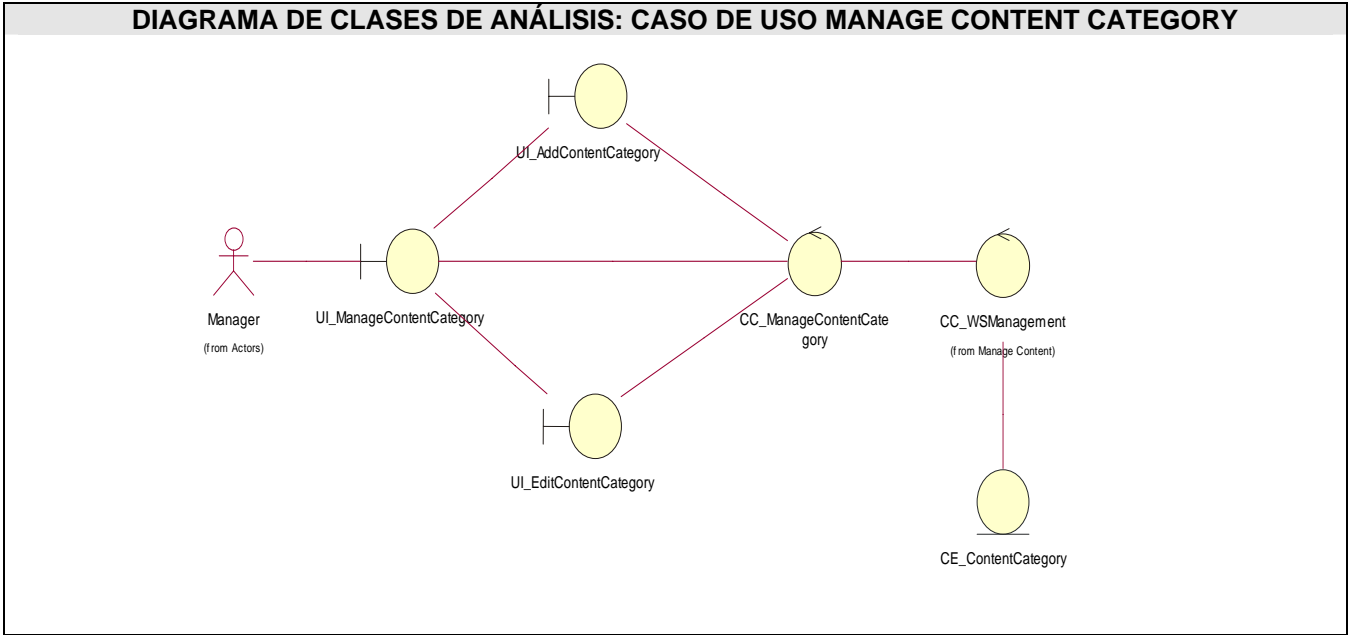 DIAGRAMA DE CLASES DE ANÁLISIS: CASO DE USO MANAGE CONTENT CATEGORY
UI_AddContentCategory
Manager
(from Actors)
UI_ManageContentCategory
CC_ManageContentCate
gory
CC_WSManagement
(from Manage Content)
UI_EditContentCategory
CE_ContentCategory